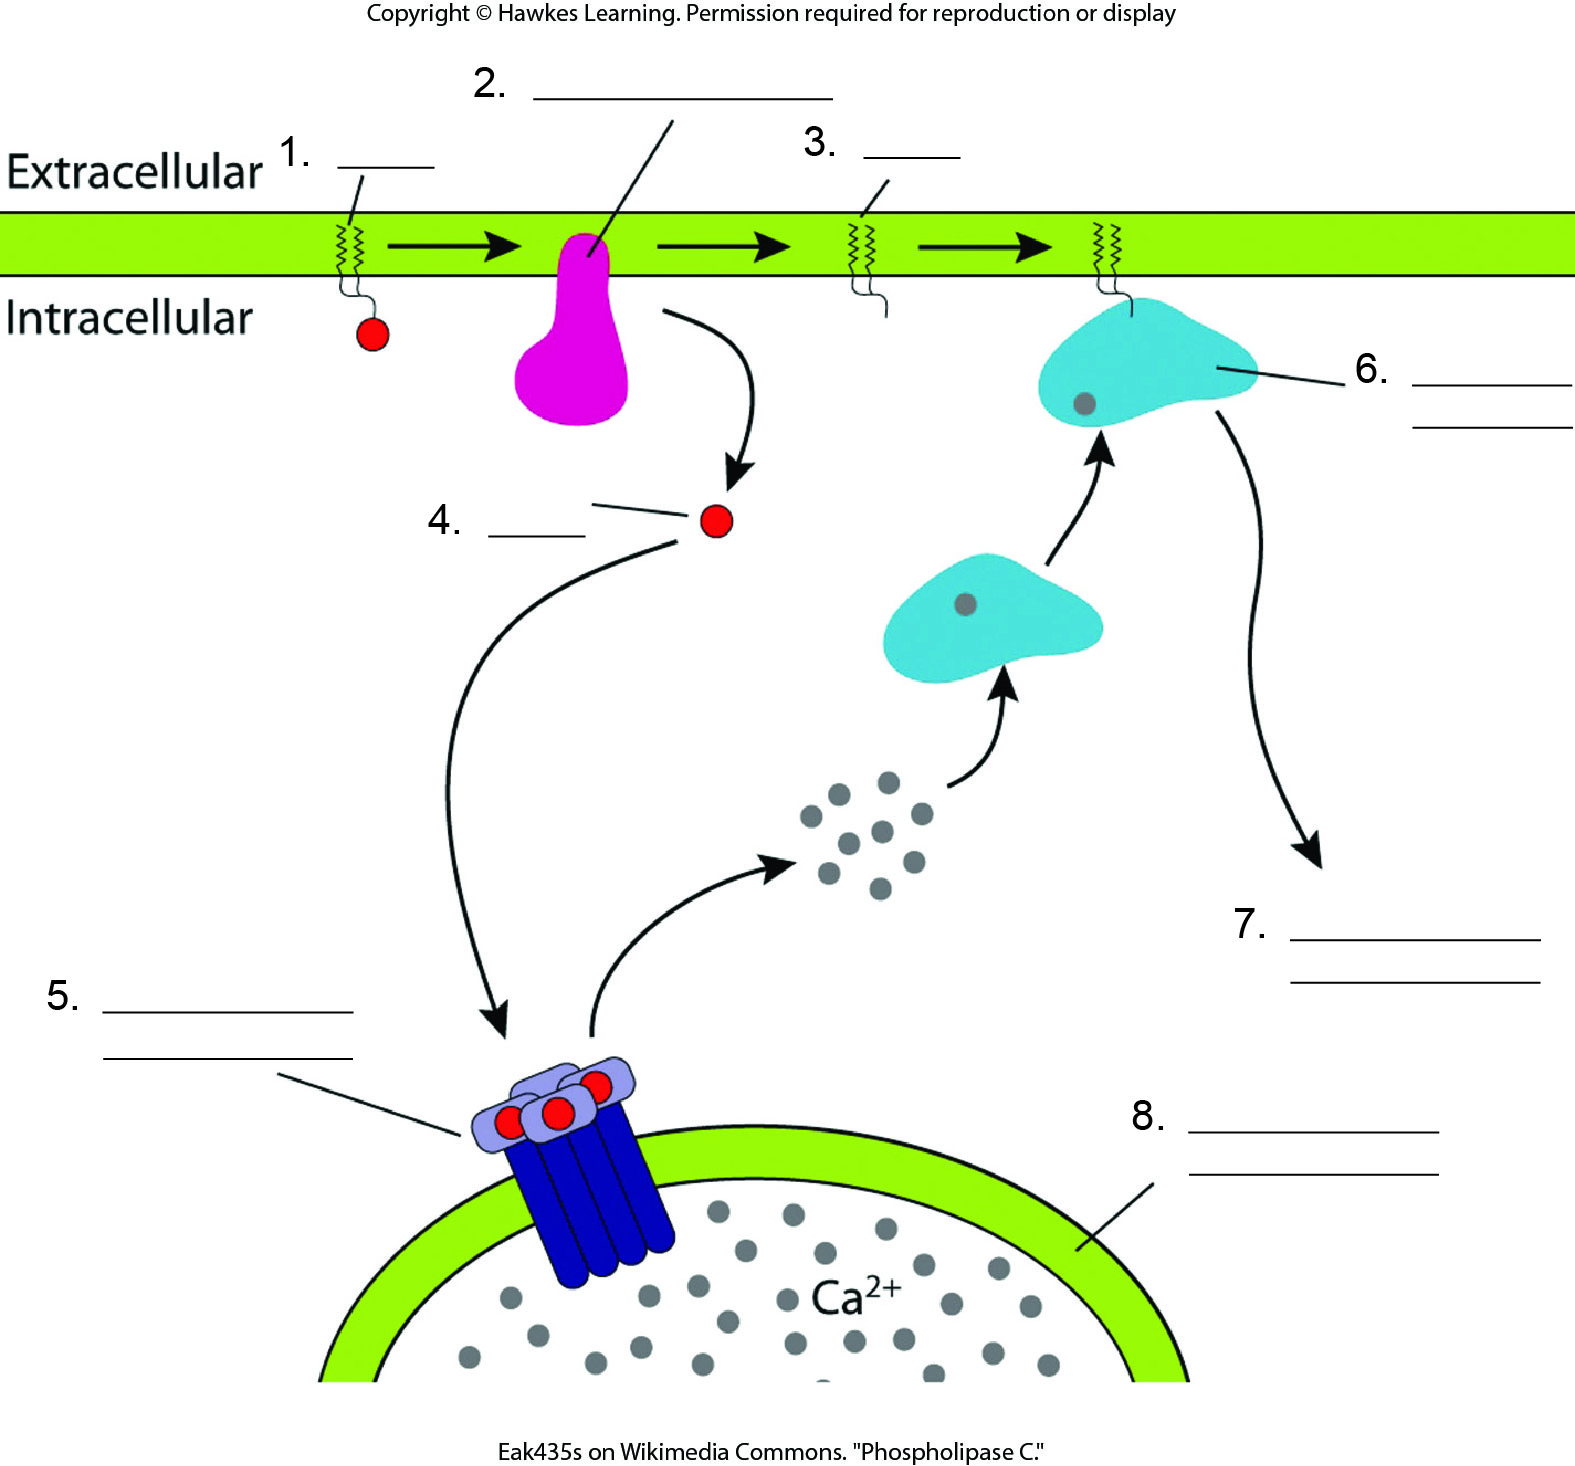 Copyright © Hawkes Learning. Permission required for reproduction or display
2.
3.
Extracellular 1.
Intracellular
6.
4.
7.
5.
8.
Ca²⁺
Eak435s on Wikimedia Commons. "Phospholipase C."